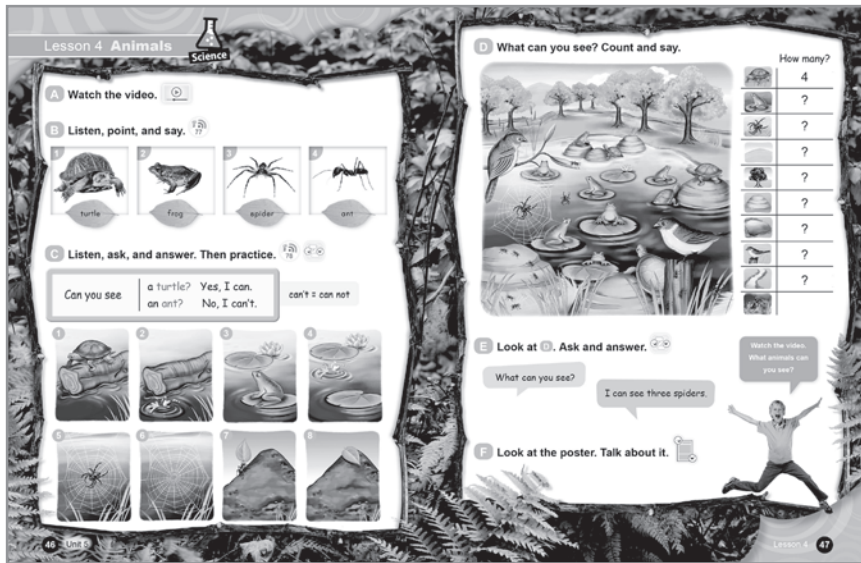 Lesson 4 Animals
Science
A Watch the video.
B Listen, point, and say.
77
1
2
3
4
turtle
frog
spider
ant
C Listen, ask, and answer. Then practice.
78
Can you see
a turtle? Yes, I can.
an ant? No, I can't.
can't = can not
1
2
3
4
5
6
7
8
46 Unit 5
D What can you see? Count and say.
How many?
4
?
?
?
?
?
?
?
?
E Look at D. Ask and answer.
What can you see?
I can see three spiders.
Watch the video.
What animals can
you see?
F Look at the poster. Talk about it.
Lesson 4 47